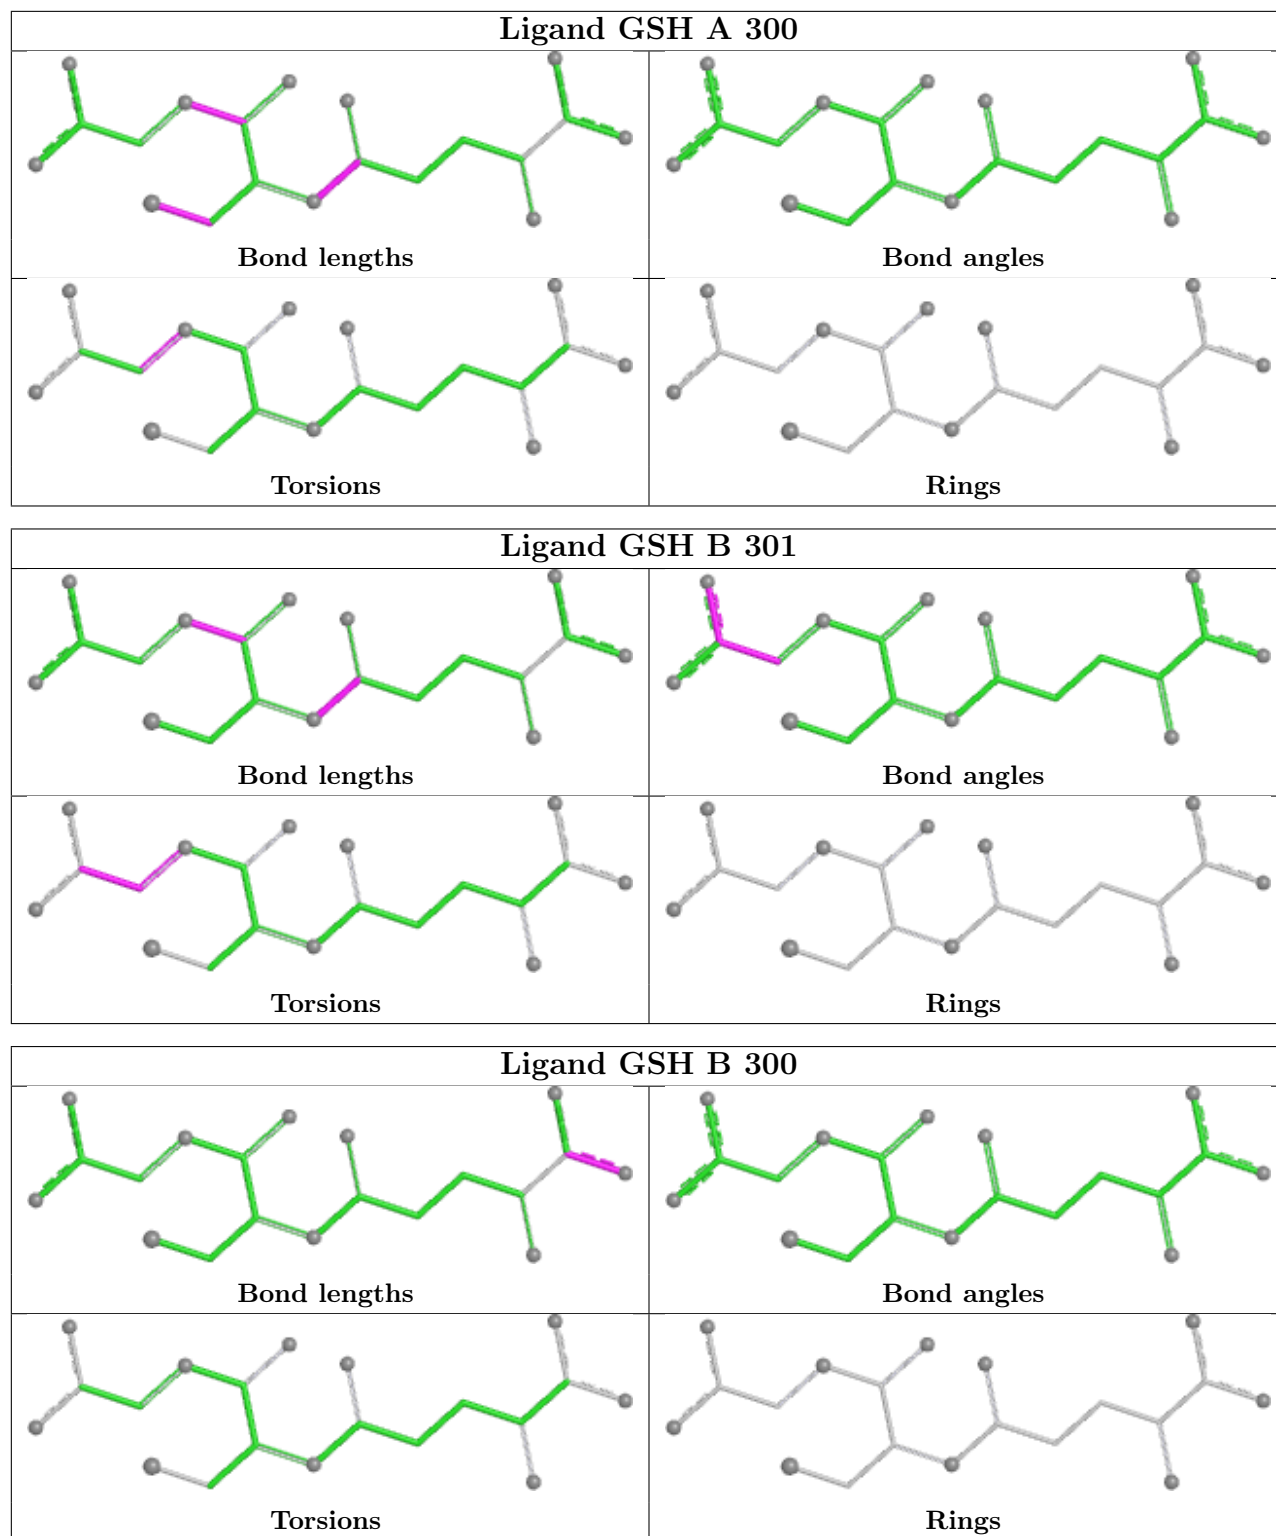 Ligand GSH A 300
Bond lengths
Bond angles
Torsions
Rings
Ligand GSH B 301
Bond lengths
Bond angles
Torsions
Rings
Ligand GSH B 300
Bond lengths
Bond angles
Torsions
Rings